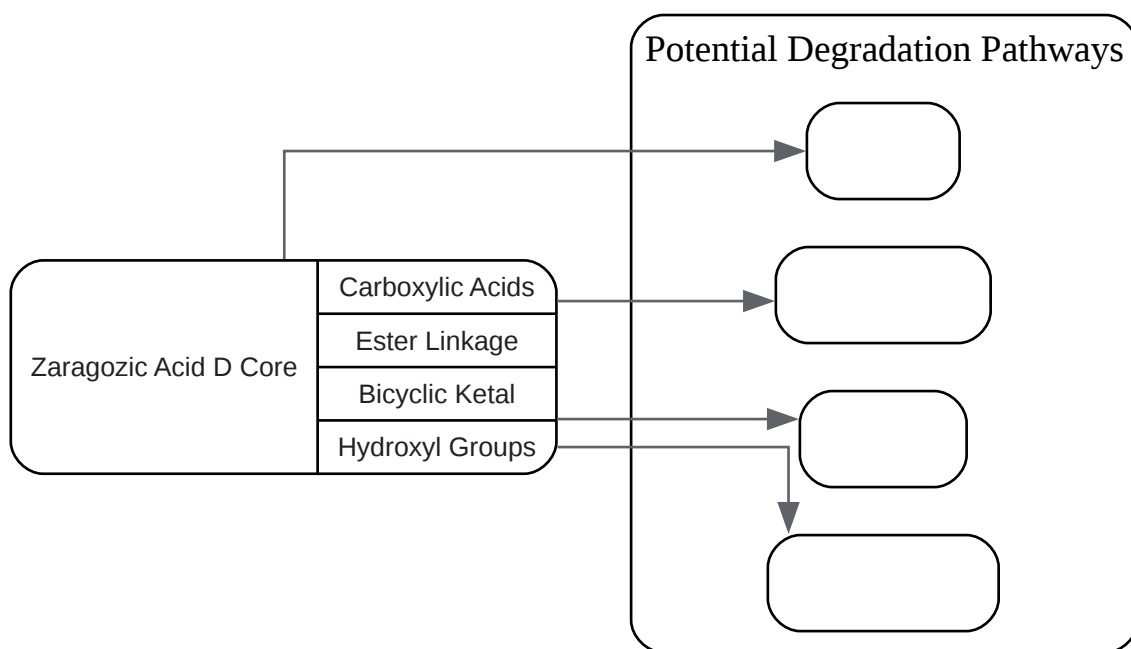 Potential Degradation Pathways
Zaragozic Acid D Core
Carboxylic Acids
Ester Linkage
Bicyclic Ketal
Hydroxyl Groups